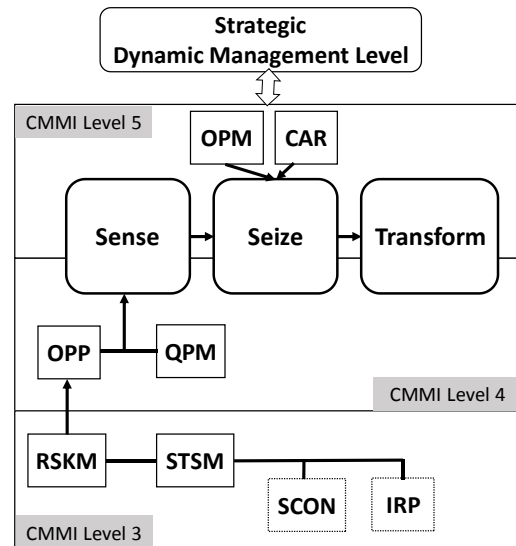 Strategic
Dynamic Management Level
CMMI Level 5
OPM
CAR
Sense
Seize
Transform
OPP
QPM
CMMI Level 4
RSKM
STSM
SCON
IRP
CMMI Level 3